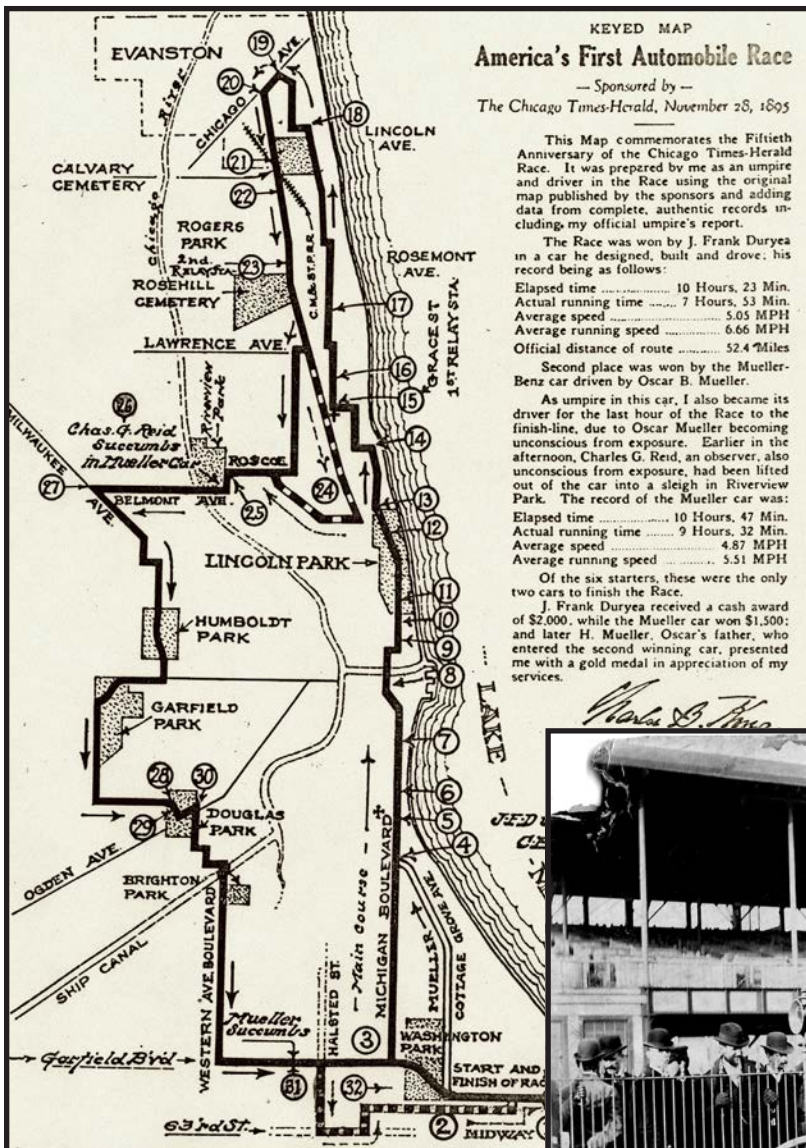 KEYED MAP
America's First Automobile Race
— Sponsored by —
The Chicago Times-Herald, November 28, 1895
This Map commemorates the Fiftieth
Anniversary of the Chicago Times-Herald
Race. It was prepared by me as an umpire
and driver in the Race using the original
map published by the sponsors and adding
data from complete, authentic records in-
cluding, my official umpire's report.
The Race was won by J. Frank Duryea
in a car he designed, built and drove; his
record being as follows:
Elapsed time .................. 10 Hours, 23 Min.
Actual running time ....... 7 Hours, 53 Min.
Average speed ........................... 5.05 MPH
Average running speed .............. 6.66 MPH
Official distance of route ........... 52.4 Miles
Second place was won by the Mueller-
Benz car driven by Oscar B. Mueller.
As umpire in this car, I also became its
driver for the last hour of the Race to the
finish-line, due to Oscar Mueller becoming
unconscious from exposure. Earlier in the
afternoon, Charles G. Reid, an observer, also
unconscious from exposure, had been lifted
out of the car into a sleigh in Riverview
Park. The record of the Mueller car was:
Elapsed time .................. 10 Hours, 47 Min.
Actual running time ....... 9 Hours, 32 Min.
Average speed ........................... 4.87 MPH
Average running speed .............. 5.51 MPH
Of the six starters, these were the only
two cars to finish the Race.
J. Frank Duryea received a cash award
of $2,000, while the Mueller car won $1,500;
and later H. Mueller, Oscar's father, who
entered the second winning car, presented
me with a gold medal in appreciation of my
services.
Charles B. King
EVANSTON
River
Chicago
CHICAGO AVE.
19
20
18
LINCOLN
AVE.
21
CALVARY
CEMETERY
22
ROGERS
PARK
2nd
RELAY STA.
23
C.M. & ST. P. R.R.
ROSEMONT
AVE.
ROSEHILL
CEMETERY
17
LAWRENCE AVE.
GRACE ST
1ST RELAY STA.
16
15
26
Riverview
Park
Chas. G. Reid
Succumbs
in Mueller Car
MILWAUKEE
AVE.
14
ROSCOE
24
27
BELMONT AVE.
25
13
12
LINCOLN PARK
11
10
9
8
HUMBOLDT
PARK
GARFIELD
PARK
LAKE
7
6
5
4
28
30
29
DOUGLAS
PARK
OGDEN AVE.
BRIGHTON
PARK
SHIP CANAL
WESTERN AVE. BOULEVARD
— Main Course —
MICHIGAN BOULEVARD
MUELLER
COTTAGE GROVE AVE.
HALSTED ST.
Mueller
Succumbs
3
WASHINGTON
PARK
Garfield Blvd
START AND
FINISH OF RAC
31
32
2
63rd St.
MIDWAY